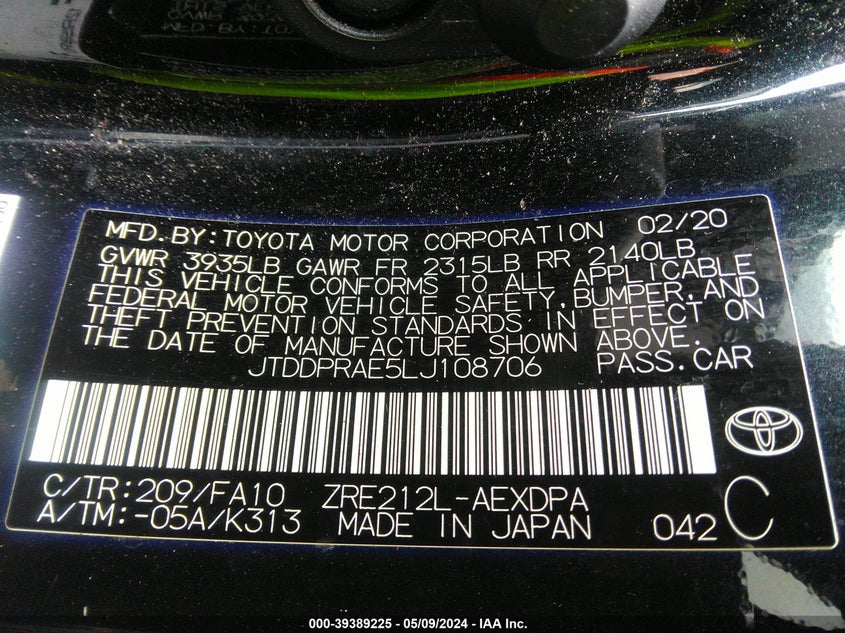 MFD.BY:TOYOTA MOTOR CORPORATION 02/20
GVWR 3935LB GAWR FR 2315LB RR 2140LB
THIS VEHICLE CONFORMS TO ALL APPLICABLE
FEDERAL MOTOR VEHICLE SAFETY,BUMPER,AND
THEFT PREVENTION STANDARDS IN EFFECT ON
THE DATE OF MANUFACTURE SHOWN ABOVE.
JTDDPRAE5LJ108706 PASS.CAR
C/TR:209/FA10 ZRE212L-AEXDPA
A/TM:-05A/K313 MADE IN JAPAN 042 C
000-39389225 - 05/09/2024 - IAA Inc.